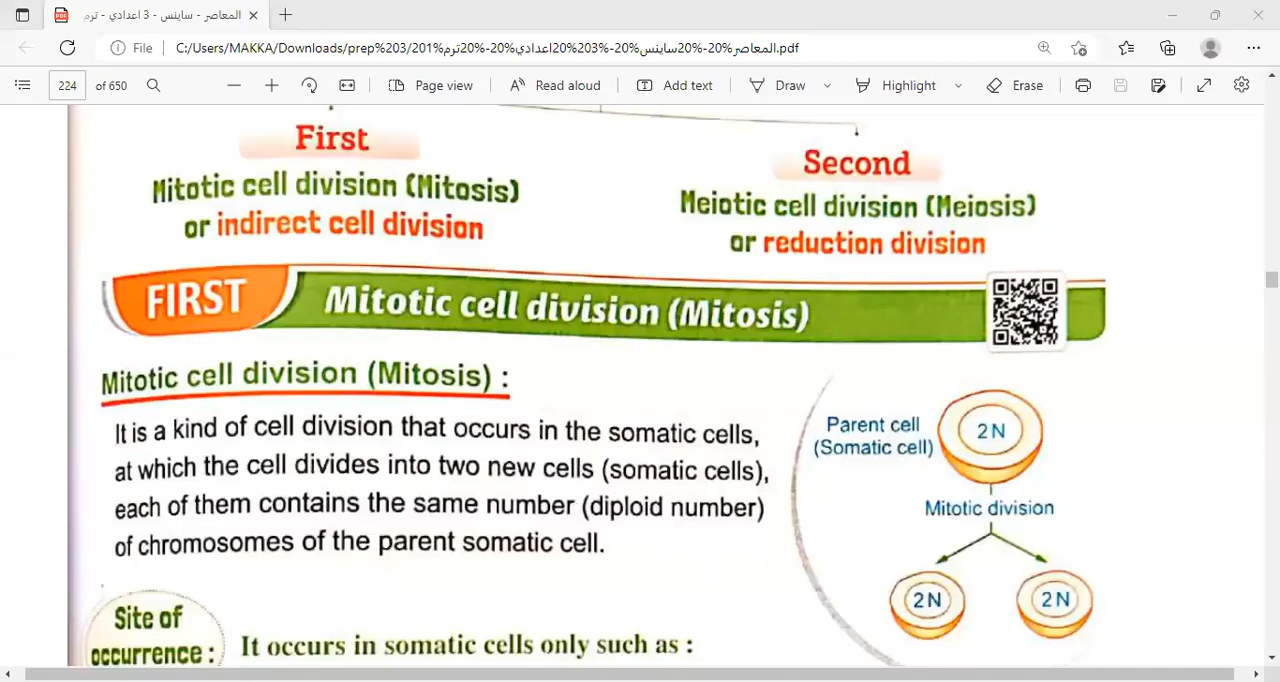 المعاصر - ساينس - 3 اعدادي - ترم
File
C:/Users/MAKKA/Downloads/prep%203/201%المعاصر%20-%20ساينس%20-%203%20اعدادي%20-%20ترم.pdf
224 of 650
Page view
Read aloud
Add text
Draw
Highlight
Erase
First
Mitotic cell division (Mitosis)
or indirect cell division
Second
Meiotic cell division (Meiosis)
or reduction division
FIRST
Mitotic cell division (Mitosis)
Mitotic cell division (Mitosis) :
It is a kind of cell division that occurs in the somatic cells,
at which the cell divides into two new cells (somatic cells),
each of them contains the same number (diploid number)
of chromosomes of the parent somatic cell.
Parent cell
(Somatic cell)
2N
Mitotic division
2N
2N
Site of
occurrence :
It occurs in somatic cells only such as :